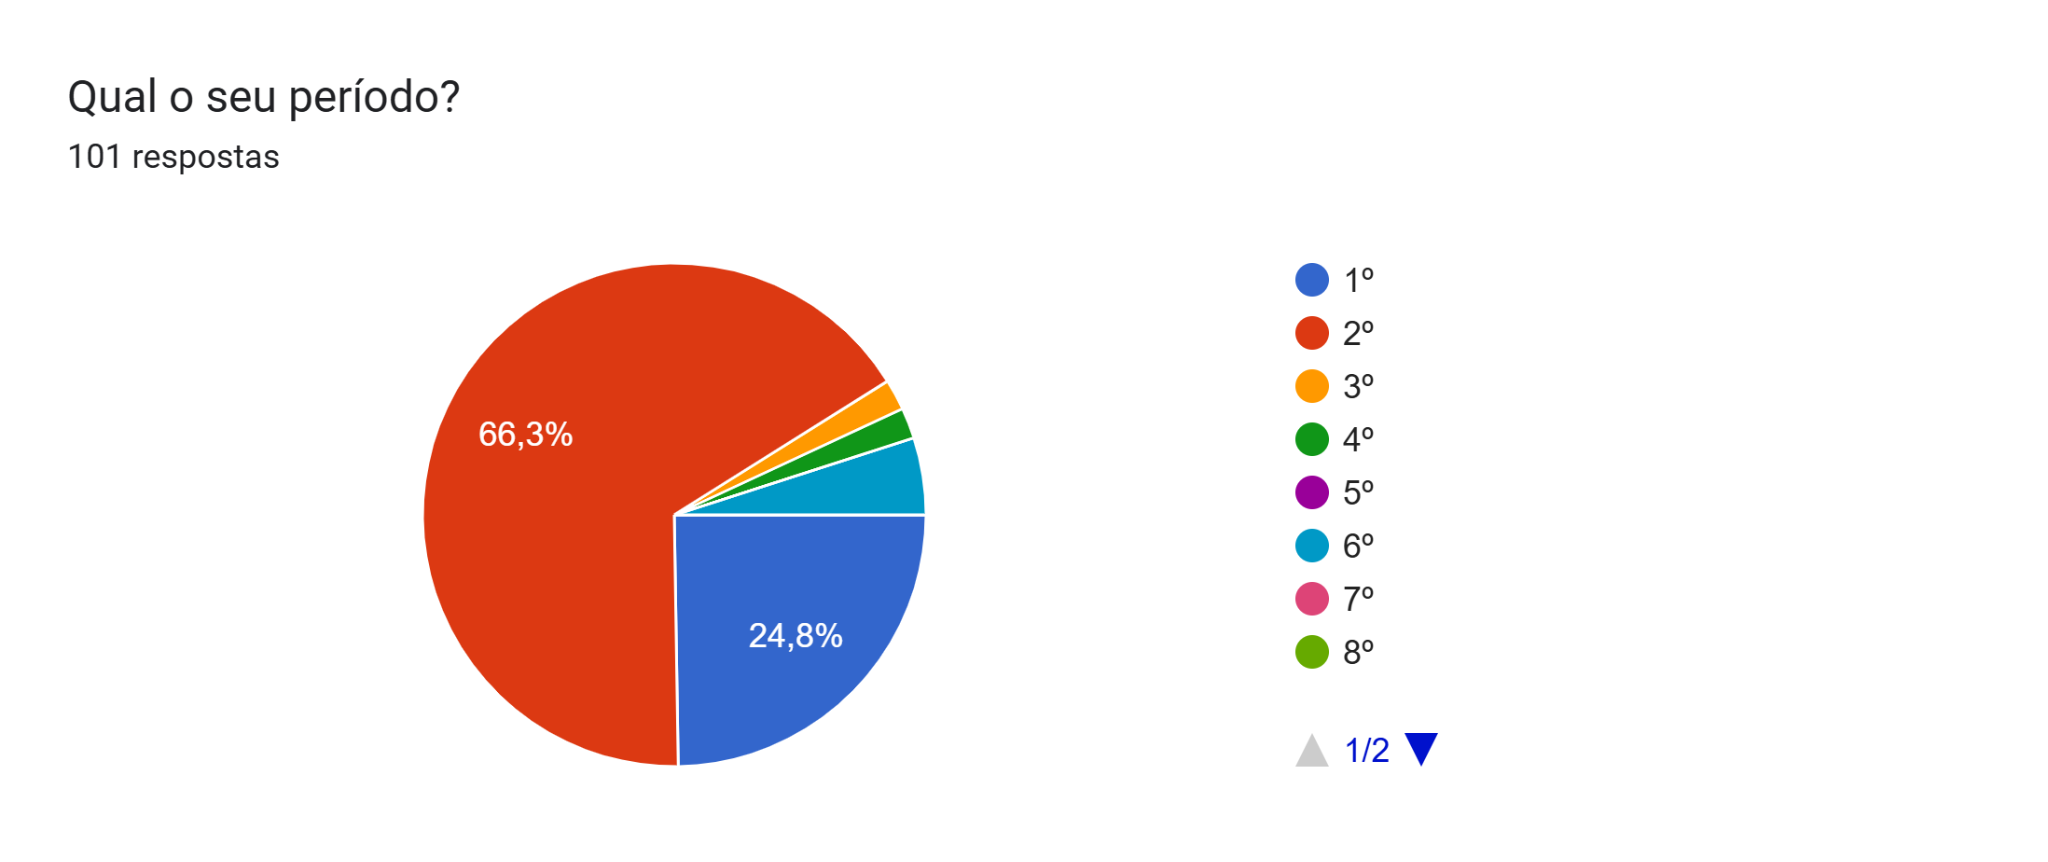 Qual o seu período?
101 respostas
66,3%
24,8%
1º
2º
3º
4º
5º
6º
7º
8º
1/2